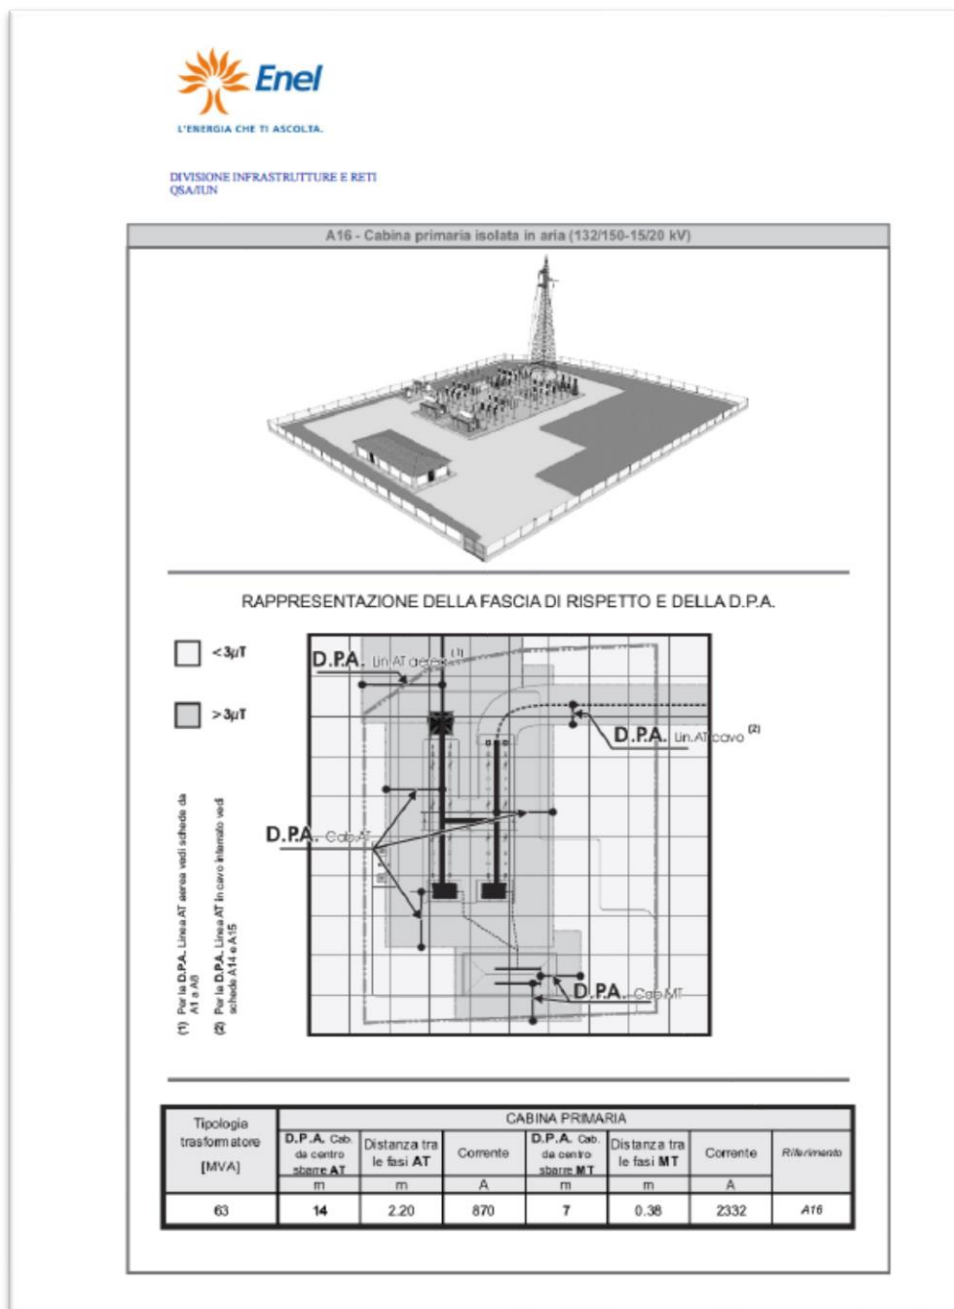 Enel
L'ENERGIA CHE TI ASCOLTA.
DIVISIONE INFRASTRUTTURE E RETI
QSA/IUN
A16 - Cabina primaria isolata in aria (132/150-15/20 kV)
RAPPRESENTAZIONE DELLA FASCIA DI RISPETTO E DELLA D.P.A.
<3µT
>3µT
D.P.A. Lin.AT aerea (1)
D.P.A. Lin.AT cavo (2)
D.P.A. Cab.AT
D.P.A. Cab.MT
(1) Per la D.P.A. Linea AT aerea vedi schede da
A1 a A8
(2) Per la D.P.A. Linea AT in cavo interrato vedi
schede A14 e A15
Tipologia
trasformatore
[MVA]
CABINA PRIMARIA
D.P.A. Cab.
da centro
sbarre AT
Distanza tra
le fasi AT
Corrente
D.P.A. Cab.
da centro
sbarre MT
Distanza tra
le fasi MT
Corrente
Riferimento
m m A m m A
63 14 2.20 870 7 0.38 2332 A16